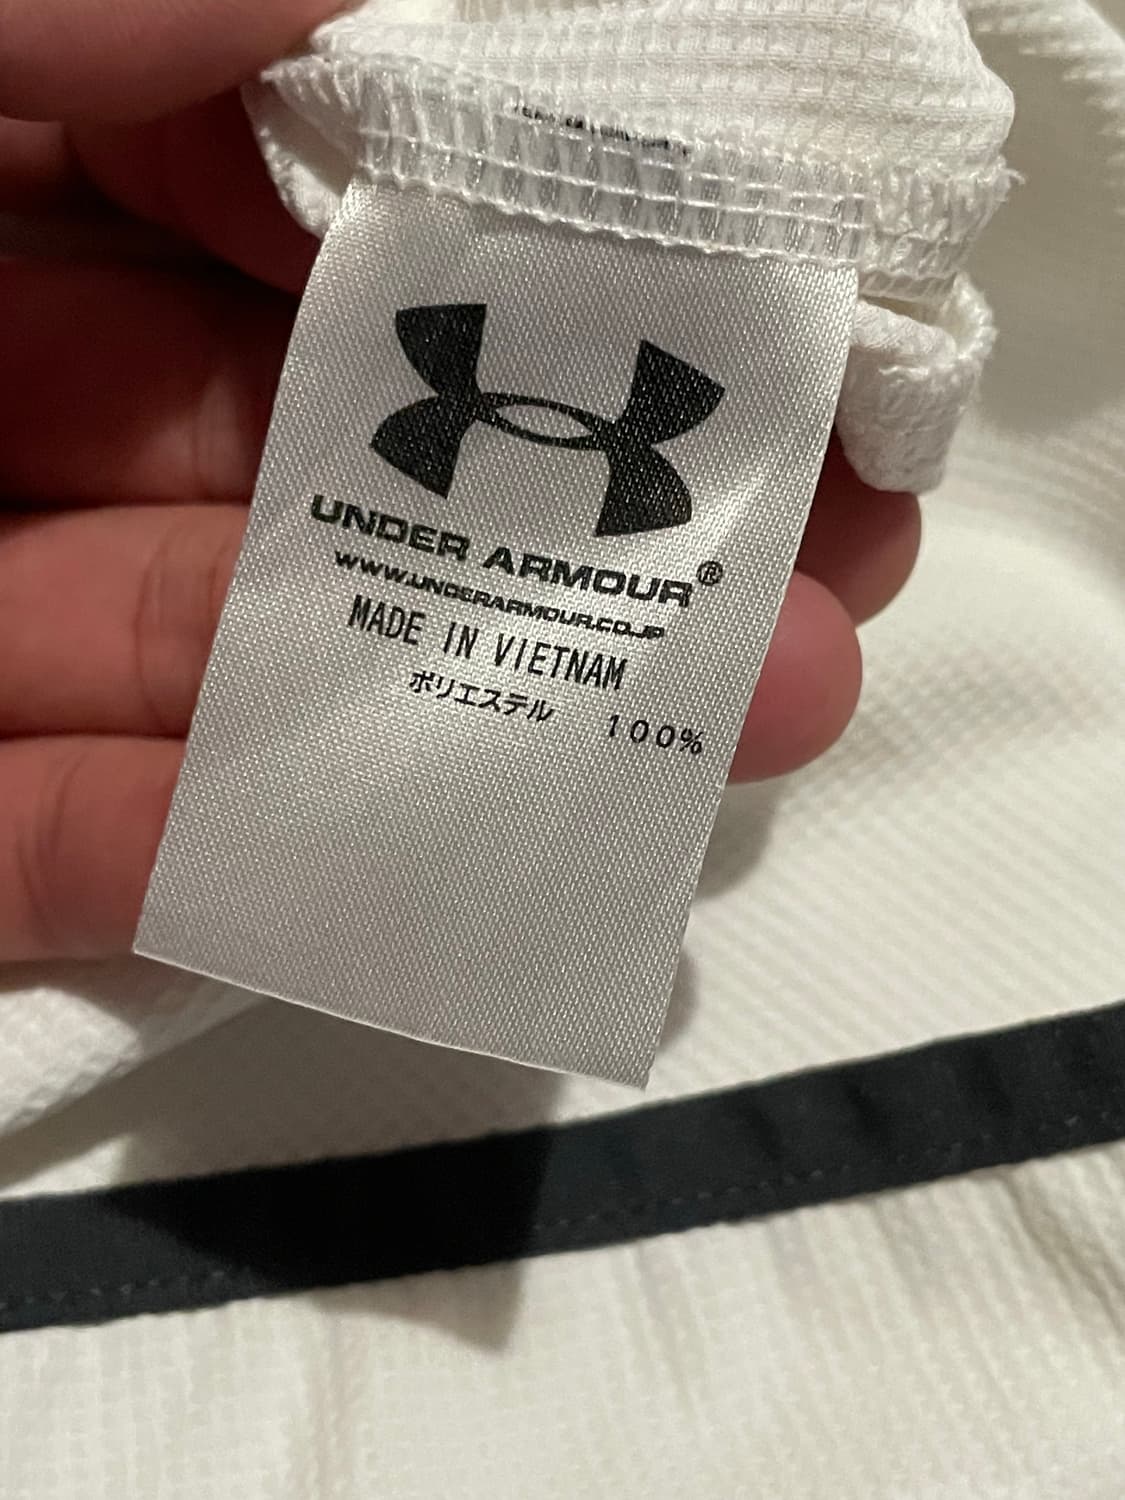 UNDER ARMOUR®
WWW.UNDERARMOUR.CO.JP
MADE IN VIETNAM
ポリエステル 100%